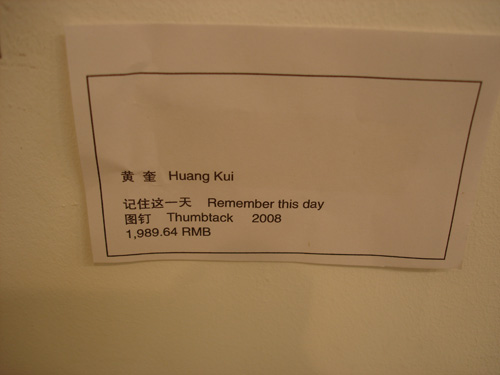 黄 奎 Huang Kui
记住这一天 Remember this day
图钉 Thumbtack 2008
1,989.64 RMB